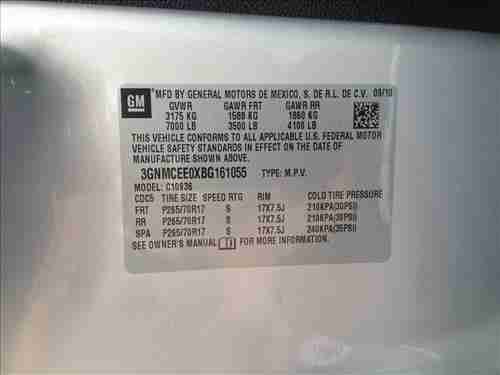 GM
MFD BY GENERAL MOTORS DE MEXICO, S. DE R.L. DE C.V. 09/10
GVWR GAWR FRT GAWR RR
3175 KG 1588 KG 1860 KG
7000 LB 3500 LB 4100 LB
THIS VEHICLE CONFORMS TO ALL APPLICABLE U.S. FEDERAL MOTOR
VEHICLE SAFETY STANDARDS IN EFFECT ON THE DATE OF
MANUFACTURE SHOWN ABOVE.
3GNMCEE0XBG161055 TYPE: M.P.V.
MODEL: C10936
CDC5 TIRE SIZE SPEED RTG RIM COLD TIRE PRESSURE
FRT P265/70R17 S 17X7.5J 210KPA(30PSI)
RR P265/70R17 S 17X7.5J 210KPA(30PSI)
SPA P265/70R17 S 17X7.5J 240KPA(35PSI)
SEE OWNER'S MANUAL FOR MORE INFORMATION